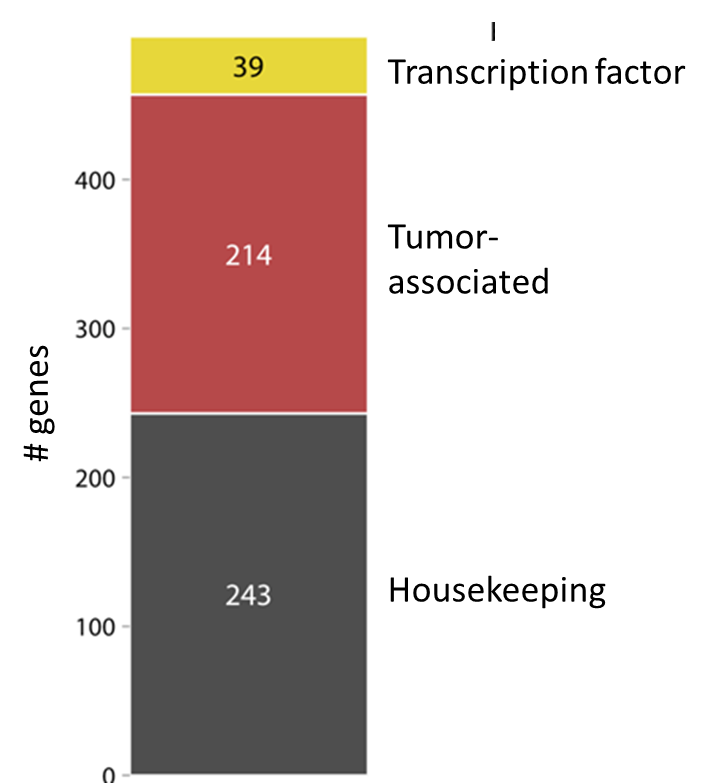 39
Transcription factor
400
214
Tumor-
associated
300
# genes
200
243
Housekeeping
100
0